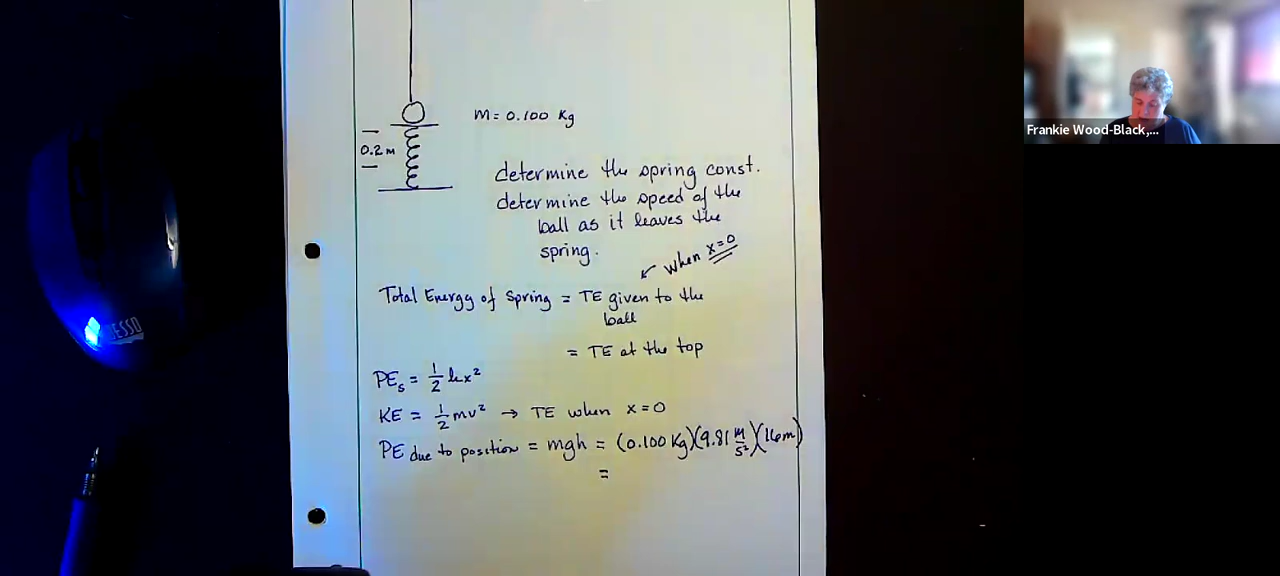 m = 0.100 Kg
0.2 m
determine the spring const.
determine the speed of the
ball as it leaves the
spring.
↙ when x=0
Total Energy of Spring = TE given to the
ball
= TE at the top
PEs = 1/2 kx²
KE = 1/2 mv² → TE when x=0
PE due to position = mgh = (0.100 Kg)(9.81 m/s²)(16m)
=
Frankie Wood-Black,...